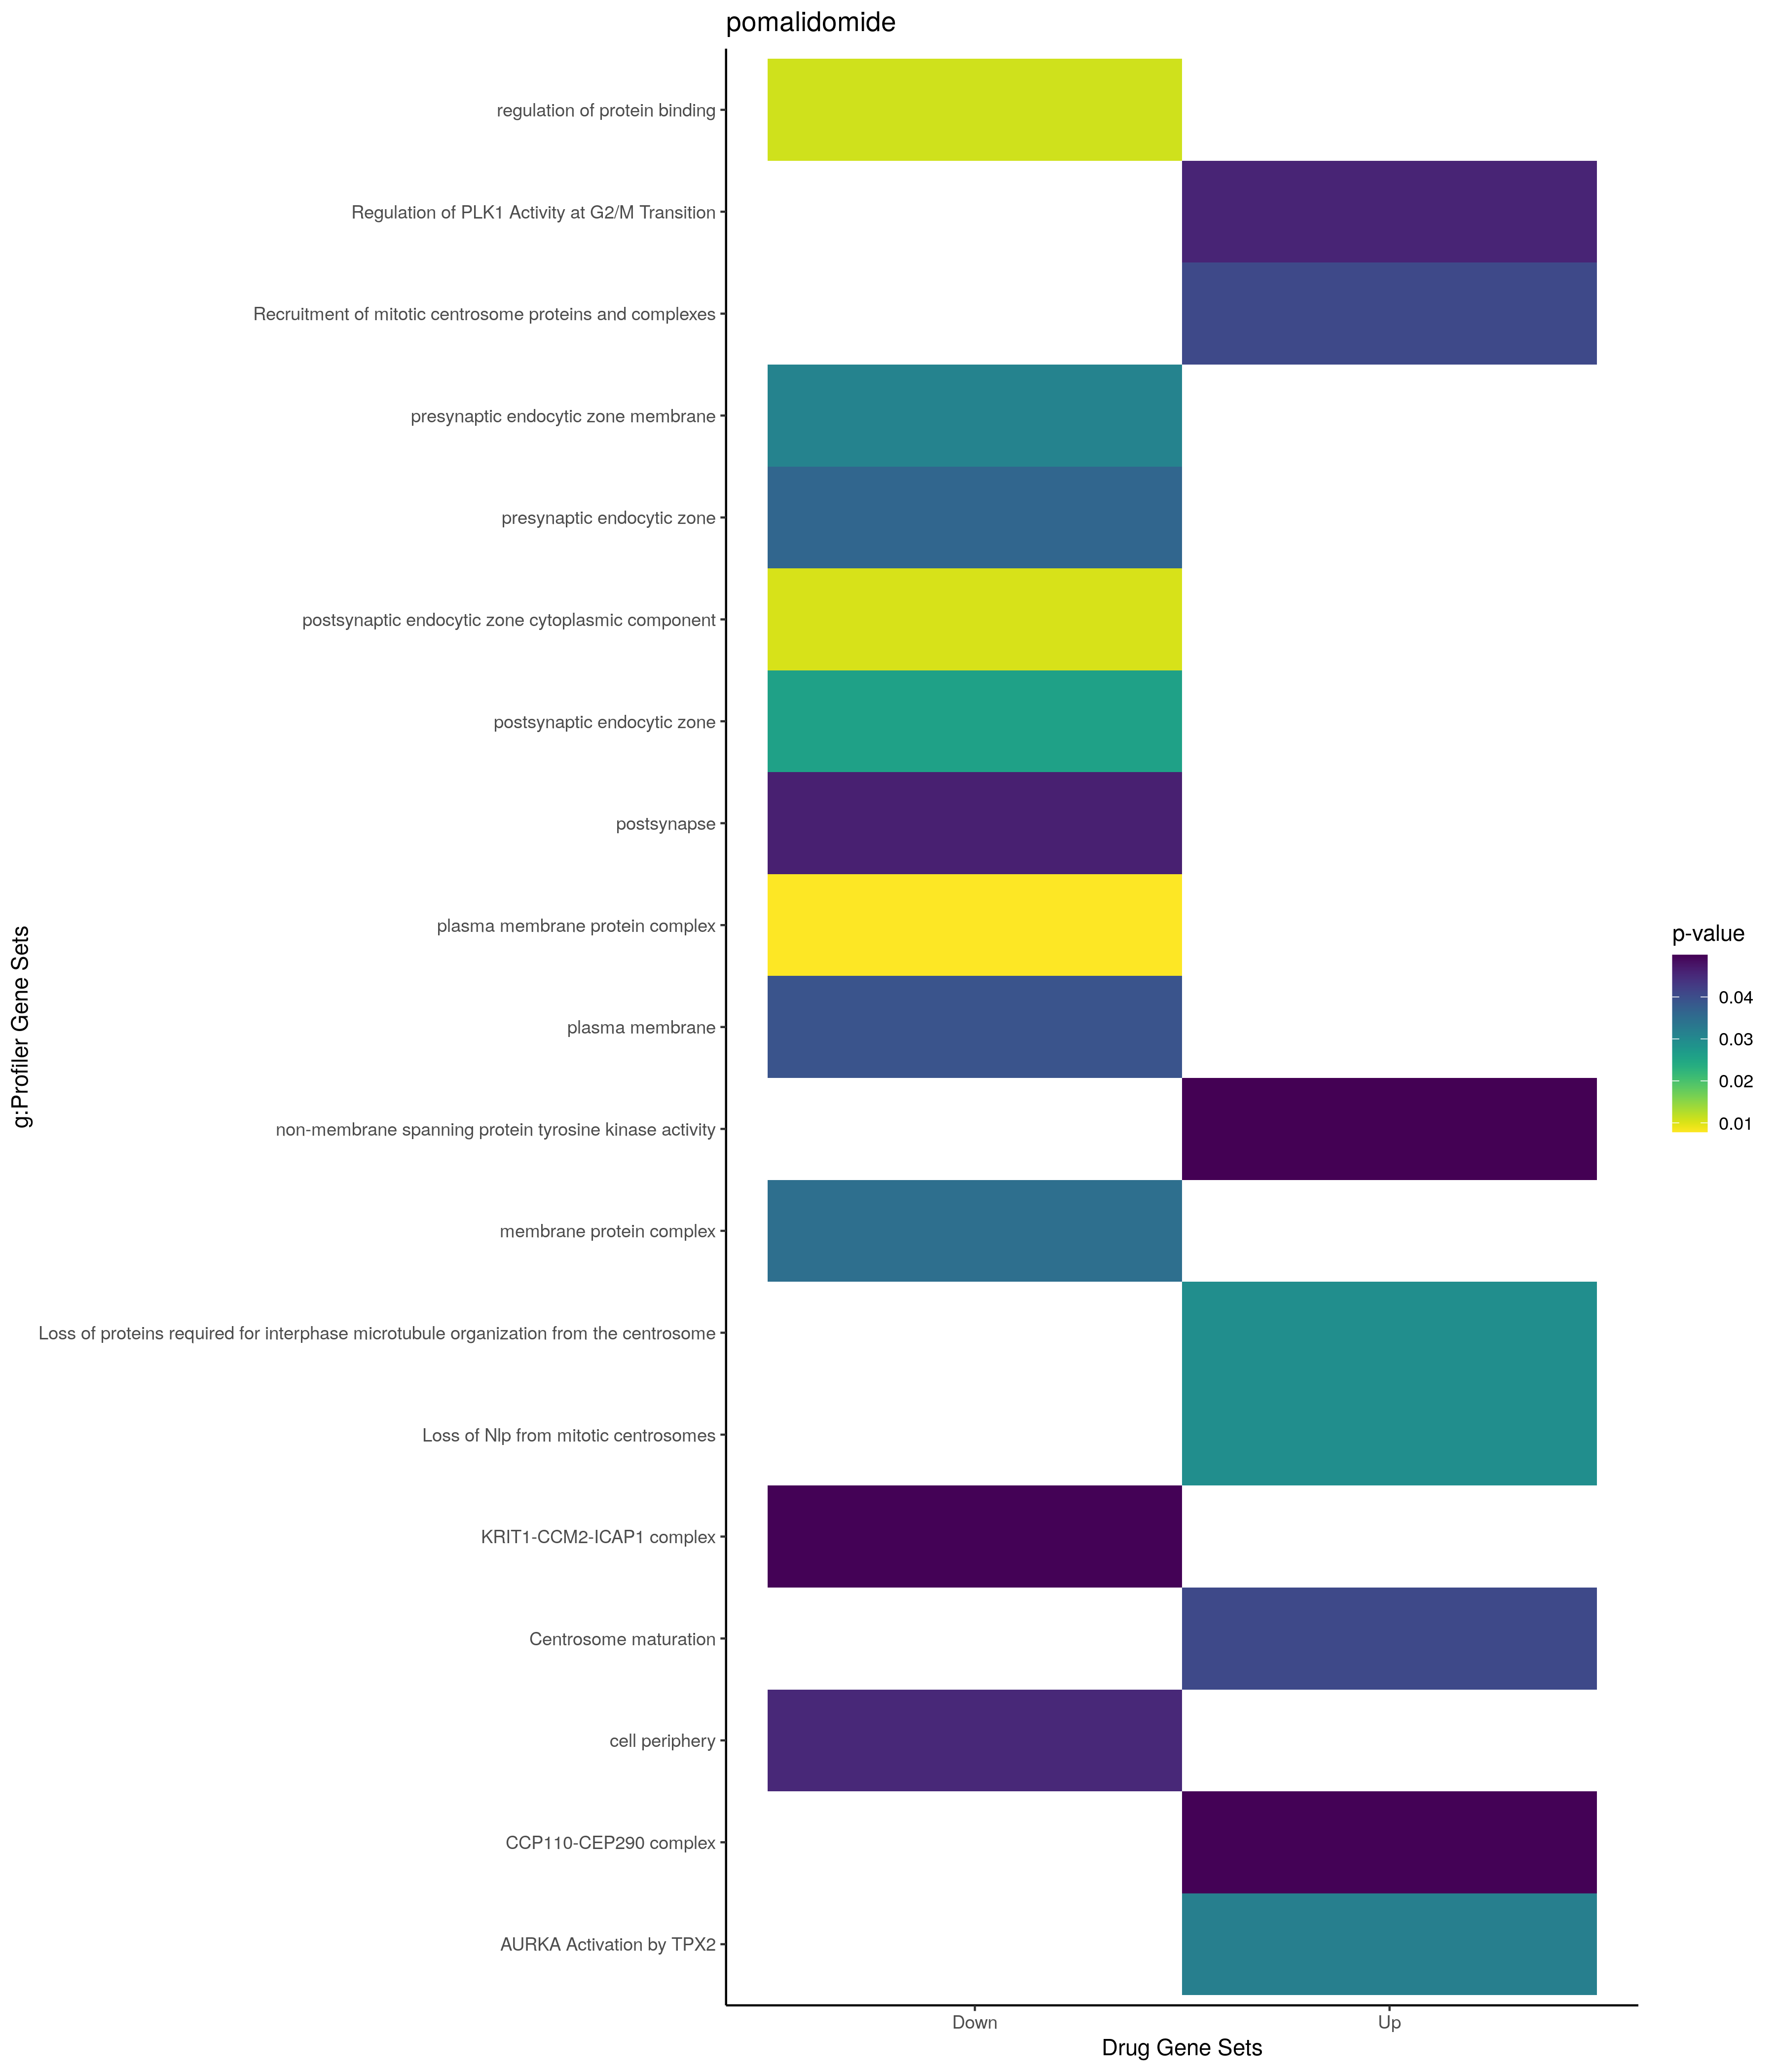 pomalidomide
regulation of protein binding
Regulation of PLK1 Activity at G2/M Transition
Recruitment of mitotic centrosome proteins and complexes
presynaptic endocytic zone membrane
presynaptic endocytic zone
postsynaptic endocytic zone cytoplasmic component
postsynaptic endocytic zone
postsynapse
plasma membrane protein complex
plasma membrane
non-membrane spanning protein tyrosine kinase activity
membrane protein complex
Loss of proteins required for interphase microtubule organization from the centrosome
Loss of Nlp from mitotic centrosomes
KRIT1-CCM2-ICAP1 complex
Centrosome maturation
cell periphery
CCP110-CEP290 complex
AURKA Activation by TPX2
g:Profiler Gene Sets
Down
Up
Drug Gene Sets
p-value
0.04
0.03
0.02
0.01